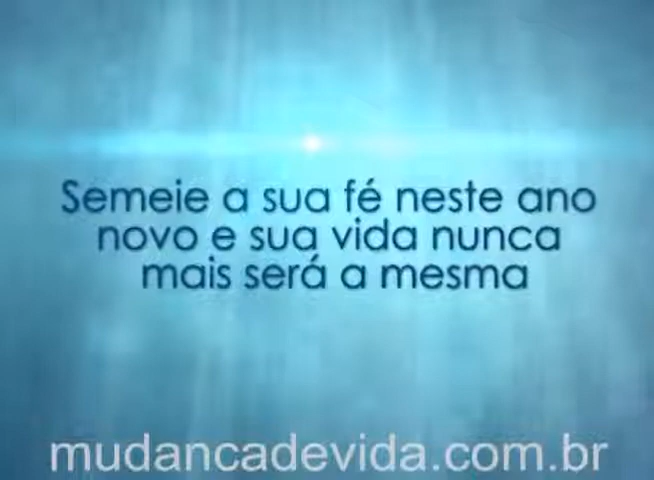 Semeie a sua fé neste ano
novo e sua vida nunca
mais será a mesma
mudancadevida.com.br